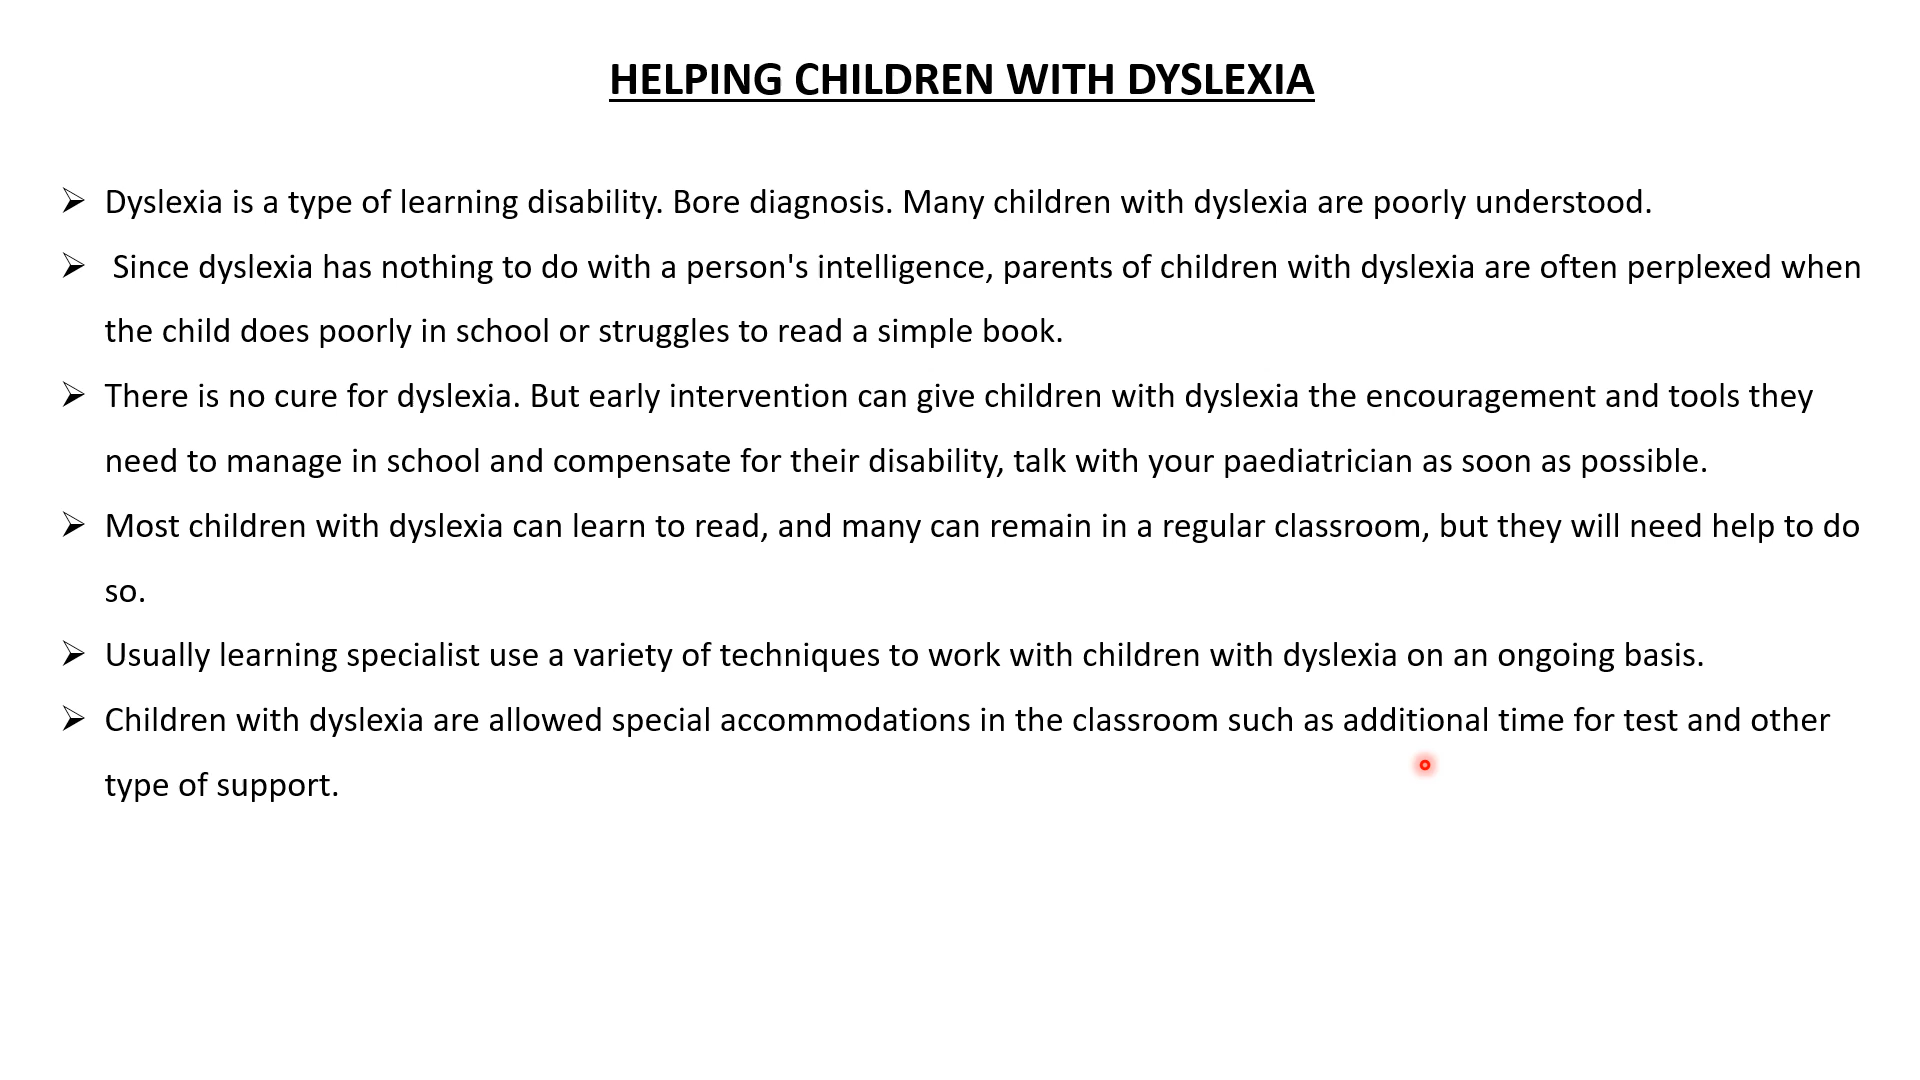 HELPING CHILDREN WITH DYSLEXIA
➢ Dyslexia is a type of learning disability. Bore diagnosis. Many children with dyslexia are poorly understood.
➢ Since dyslexia has nothing to do with a person's intelligence, parents of children with dyslexia are often perplexed when
the child does poorly in school or struggles to read a simple book.
➢ There is no cure for dyslexia. But early intervention can give children with dyslexia the encouragement and tools they
need to manage in school and compensate for their disability, talk with your paediatrician as soon as possible.
➢ Most children with dyslexia can learn to read, and many can remain in a regular classroom, but they will need help to do
so.
➢ Usually learning specialist use a variety of techniques to work with children with dyslexia on an ongoing basis.
➢ Children with dyslexia are allowed special accommodations in the classroom such as additional time for test and other
type of support.